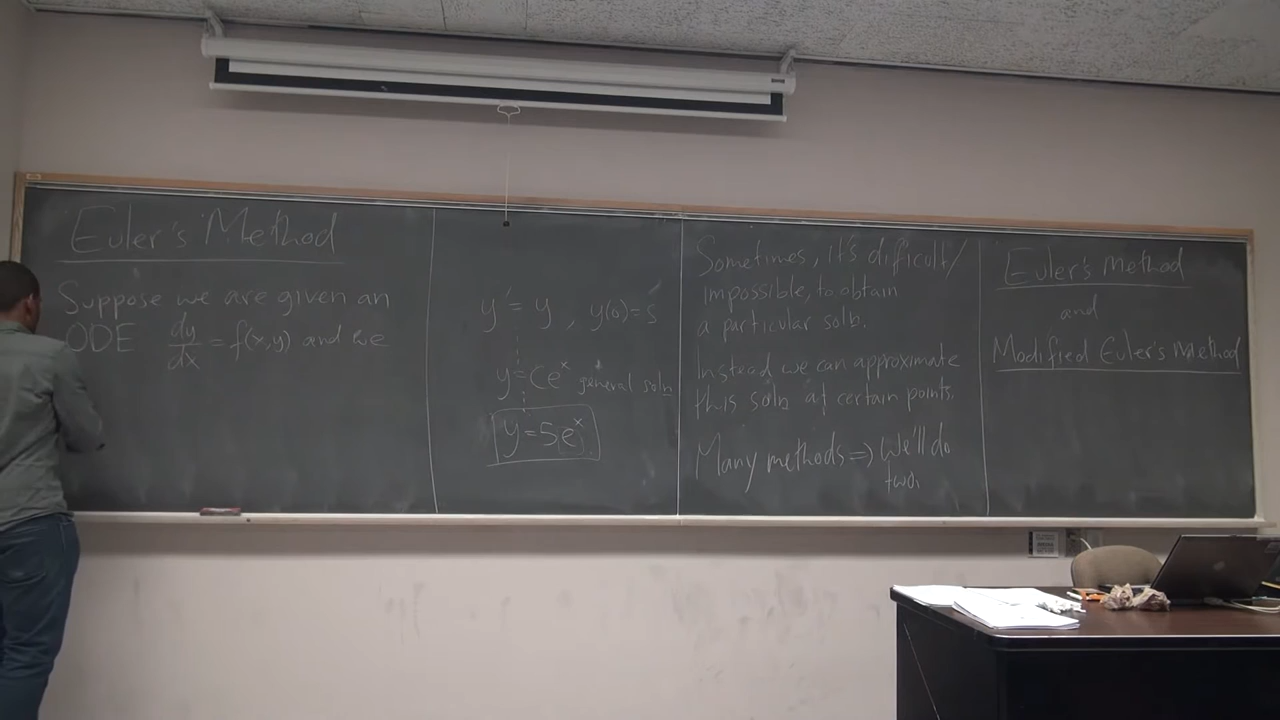 Euler's Method
Suppose we are given an
ODE dy/dx = f(x,y) and we
y' = y , y(0)=5
y=Ce^x general soln
y=5e^x
Sometimes, it's difficult/
impossible, to obtain
a particular soln.
Instead we can approximate
this soln at certain points.
Many methods ⇒ We'll do
two.
Euler's Method
and
Modified Euler's Method